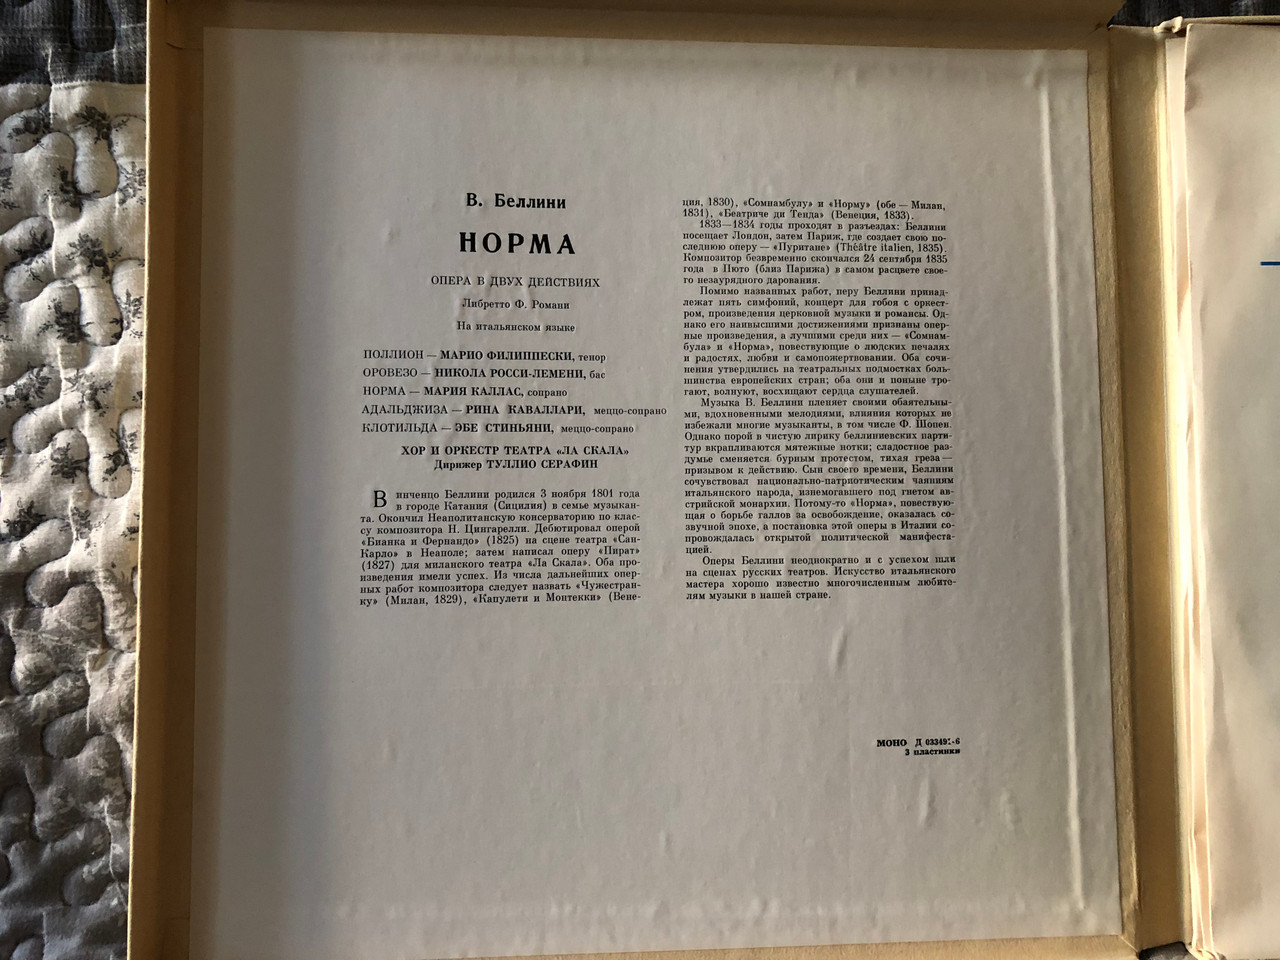 В. Беллини
НОРМА
ОПЕРА В ДВУХ ДЕЙСТВИЯХ
Либретто Ф. Романи
На итальянском языке
ПОЛЛИОН — МАРИО ФИЛИППЕСКИ, тенор
ОРОВЕЗО — НИКОЛА РОССИ-ЛЕМЕНИ, бас
НОРМА — МАРИЯ КАЛЛАС, сопрано
АДАЛЬДЖИЗА — РИНА КАВАЛЛАРИ, меццо-сопрано
КЛОТИЛЬДА — ЭБЕ СТИНЬЯНИ, меццо-сопрано
ХОР И ОРКЕСТР ТЕАТРА «ЛА СКАЛА»
Дирижер ТУЛЛИО СЕРАФИН
Винченцо Беллини родился 3 ноября 1801 года
в городе Катания (Сицилия) в семье музыкан-
та. Окончил Неаполитанскую консерваторию по клас-
су композитора Н. Цингарелли. Дебютировал оперой
«Бианка и Фернандо» (1825) на сцене театра «Сан-
Карло» в Неаполе; затем написал оперу «Пират»
(1827) для миланского театра «Ла Скала». Оба про-
изведения имели успех. Из числа дальнейших опер-
ных работ композитора следует назвать «Чужестран-
ку» (Милан, 1829), «Капулети и Монтекки» (Вене-
ция, 1830), «Сомнамбулу» и «Норму» (обе — Милан,
1831), «Беатриче ди Тенда» (Венеция, 1833).
1833—1834 годы проходят в разъездах: Беллини
посещает Лондон, затем Париж, где создает свою по-
следнюю оперу — «Пуритане» (Théâtre italien, 1835).
Композитор безвременно скончался 24 сентября 1835
года в Пюто (близ Парижа) в самом расцвете свое-
го незаурядного дарования.
Помимо названных работ, перу Беллини принад-
лежат пять симфоний, концерт для гобоя с оркест-
ром, произведения церковной музыки и романсы. Од-
нако его наивысшими достижениями признаны опер-
ные произведения, а лучшими среди них — «Сомнам-
була» и «Норма», повествующие о людских печалях
и радостях, любви и самопожертвовании. Оба сочи-
нения утвердились на театральных подмостках боль-
шинства европейских стран; оба они и поныне тро-
гают, волнуют, восхищают сердца слушателей.
Музыка В. Беллини пленяет своими обаятельны-
ми, вдохновенными мелодиями, влияния которых не
избежали многие музыканты, в том числе Ф. Шопен.
Однако порой в чистую лирику беллиниевских парти-
тур вкрапливаются мятежные нотки; сладостное раз-
думье сменяется бурным протестом, тихая греза —
призывом к действию. Сын своего времени, Беллини
сочувствовал национально-патриотическим чаяниям
итальянского народа, изнемогавшего под гнетом ав-
стрийской монархии. Потому-то «Норма», повествую-
щая о борьбе галлов за освобождение, оказалась со-
звучной эпохе, а постановка этой оперы в Италии со-
провождалась открытой политической манифеста-
цией.
Оперы Беллини неоднократно и с успехом шли
на сценах русских театров. Искусство итальянского
мастера хорошо известно многочисленным любите-
лям музыки в нашей стране.
МОНО Д
3 пластинки